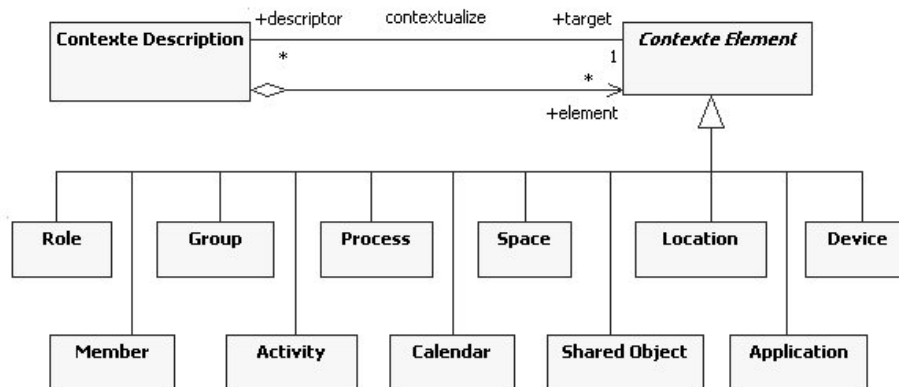 +descriptor contextualize +target
Contexte Description
Contexte Element
* 1
*
+element
Role Group Process Space Location Device
Member Activity Calendar Shared Object Application